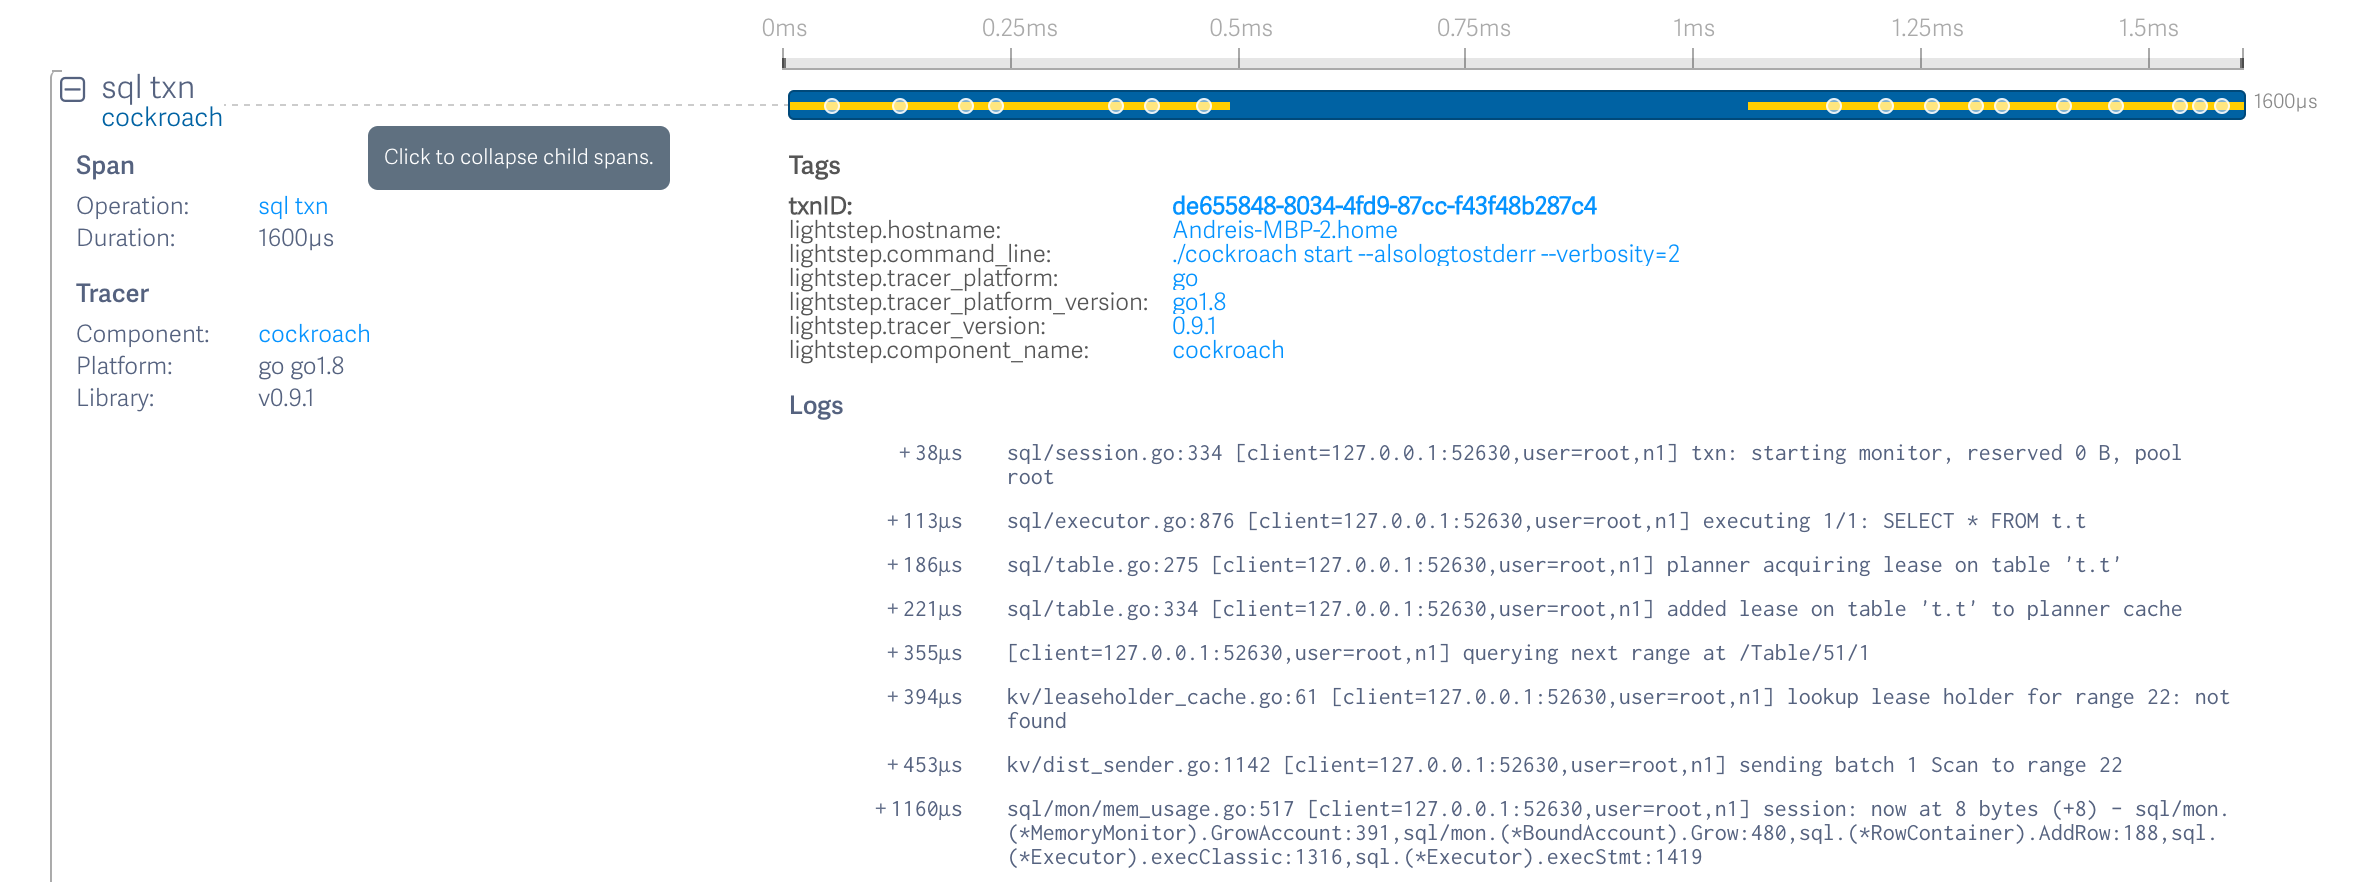 0ms 0.25ms 0.5ms 0.75ms 1ms 1.25ms 1.5ms
sql txn
cockroach
1600µs
Click to collapse child spans.
Span
Operation: sql txn
Duration: 1600µs
Tracer
Component: cockroach
Platform: go go1.8
Library: v0.9.1
Tags
txnID: de655848-8034-4fd9-87cc-f43f48b287c4
lightstep.hostname: Andreis-MBP-2.home
lightstep.command_line: ./cockroach start --alsologtostderr --verbosity=2
lightstep.tracer_platform: go
lightstep.tracer_platform_version: go1.8
lightstep.tracer_version: 0.9.1
lightstep.component_name: cockroach
Logs
+38µs sql/session.go:334 [client=127.0.0.1:52630,user=root,n1] txn: starting monitor, reserved 0 B, pool
root
+113µs sql/executor.go:876 [client=127.0.0.1:52630,user=root,n1] executing 1/1: SELECT * FROM t.t
+186µs sql/table.go:275 [client=127.0.0.1:52630,user=root,n1] planner acquiring lease on table 't.t'
+221µs sql/table.go:334 [client=127.0.0.1:52630,user=root,n1] added lease on table 't.t' to planner cache
+355µs [client=127.0.0.1:52630,user=root,n1] querying next range at /Table/51/1
+394µs kv/leaseholder_cache.go:61 [client=127.0.0.1:52630,user=root,n1] lookup lease holder for range 22: not
found
+453µs kv/dist_sender.go:1142 [client=127.0.0.1:52630,user=root,n1] sending batch 1 Scan to range 22
+1160µs sql/mon/mem_usage.go:517 [client=127.0.0.1:52630,user=root,n1] session: now at 8 bytes (+8) - sql/mon.
(*MemoryMonitor).GrowAccount:391,sql/mon.(*BoundAccount).Grow:480,sql.(*RowContainer).AddRow:188,sql.
(*Executor).execClassic:1316,sql.(*Executor).execStmt:1419